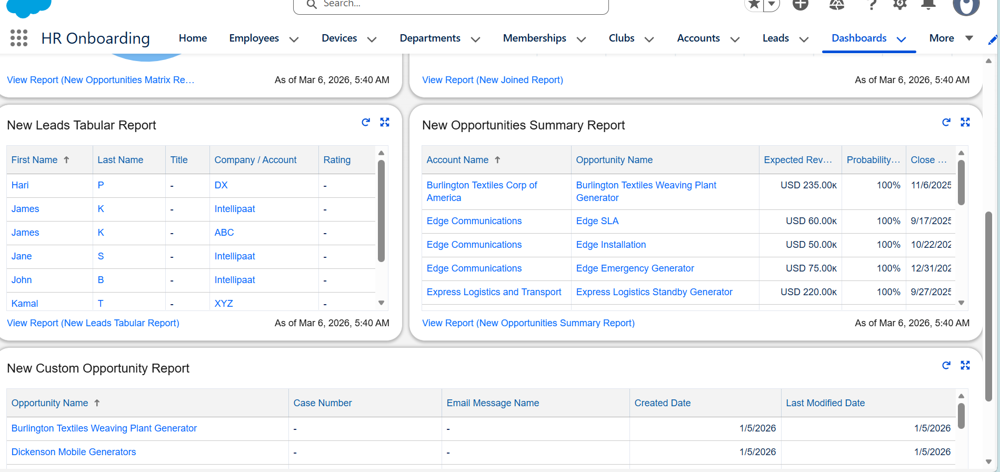 Search...
HR Onboarding
Home
Employees
Devices
Departments
Memberships
Clubs
Accounts
Leads
Dashboards
More
View Report (New Opportunities Matrix Re…
As of Mar 6, 2026, 5:40 AM
View Report (New Joined Report)
As of Mar 6, 2026, 5:40 AM
New Leads Tabular Report
First Name ↑ Last Name Title Company / Account Rating
Hari P - DX -
James K - Intellipaat -
James K - ABC -
Jane S - Intellipaat -
John B - Intellipaat -
Kamal T - XYZ -
View Report (New Leads Tabular Report)
As of Mar 6, 2026, 5:40 AM
New Opportunities Summary Report
Account Name ↑ Opportunity Name Expected Rev… Probability… Close …
Burlington Textiles Corp of Burlington Textiles Weaving Plant USD 235.00K 100% 11/6/2025
America Generator
Edge Communications Edge SLA USD 60.00K 100% 9/17/2025
Edge Communications Edge Installation USD 50.00K 100% 10/22/202
Edge Communications Edge Emergency Generator USD 75.00K 100% 12/31/202
Express Logistics and Transport Express Logistics Standby Generator USD 220.00K 100% 9/27/2025
View Report (New Opportunities Summary Report)
As of Mar 6, 2026, 5:40 AM
New Custom Opportunity Report
Opportunity Name ↑ Case Number Email Message Name Created Date Last Modified Date
Burlington Textiles Weaving Plant Generator - - 1/5/2026 1/5/2026
Dickenson Mobile Generators - - 1/5/2026 1/5/2026